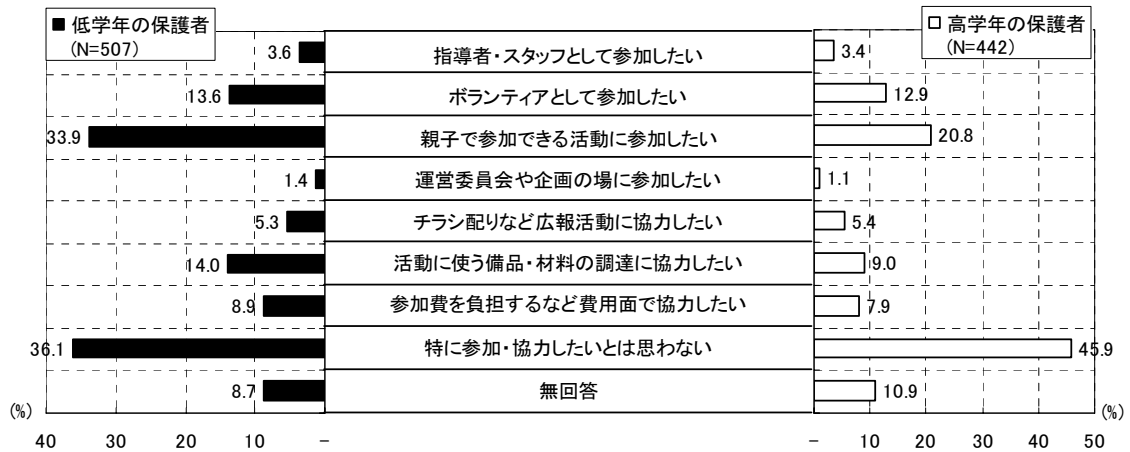 ■ 低学年の保護者
(N=507)
□ 高学年の保護者
(N=442)
3.6 指導者・スタッフとして参加したい 3.4
13.6 ボランティアとして参加したい 12.9
33.9 親子で参加できる活動に参加したい 20.8
1.4 運営委員会や企画の場に参加したい 1.1
5.3 チラシ配りなど広報活動に協力したい 5.4
14.0 活動に使う備品・材料の調達に協力したい 9.0
8.9 参加費を負担するなど費用面で協力したい 7.9
36.1 特に参加・協力したいとは思わない 45.9
8.7 無回答 10.9
(%) (%)
40 30 20 10 - - 10 20 30 40 50